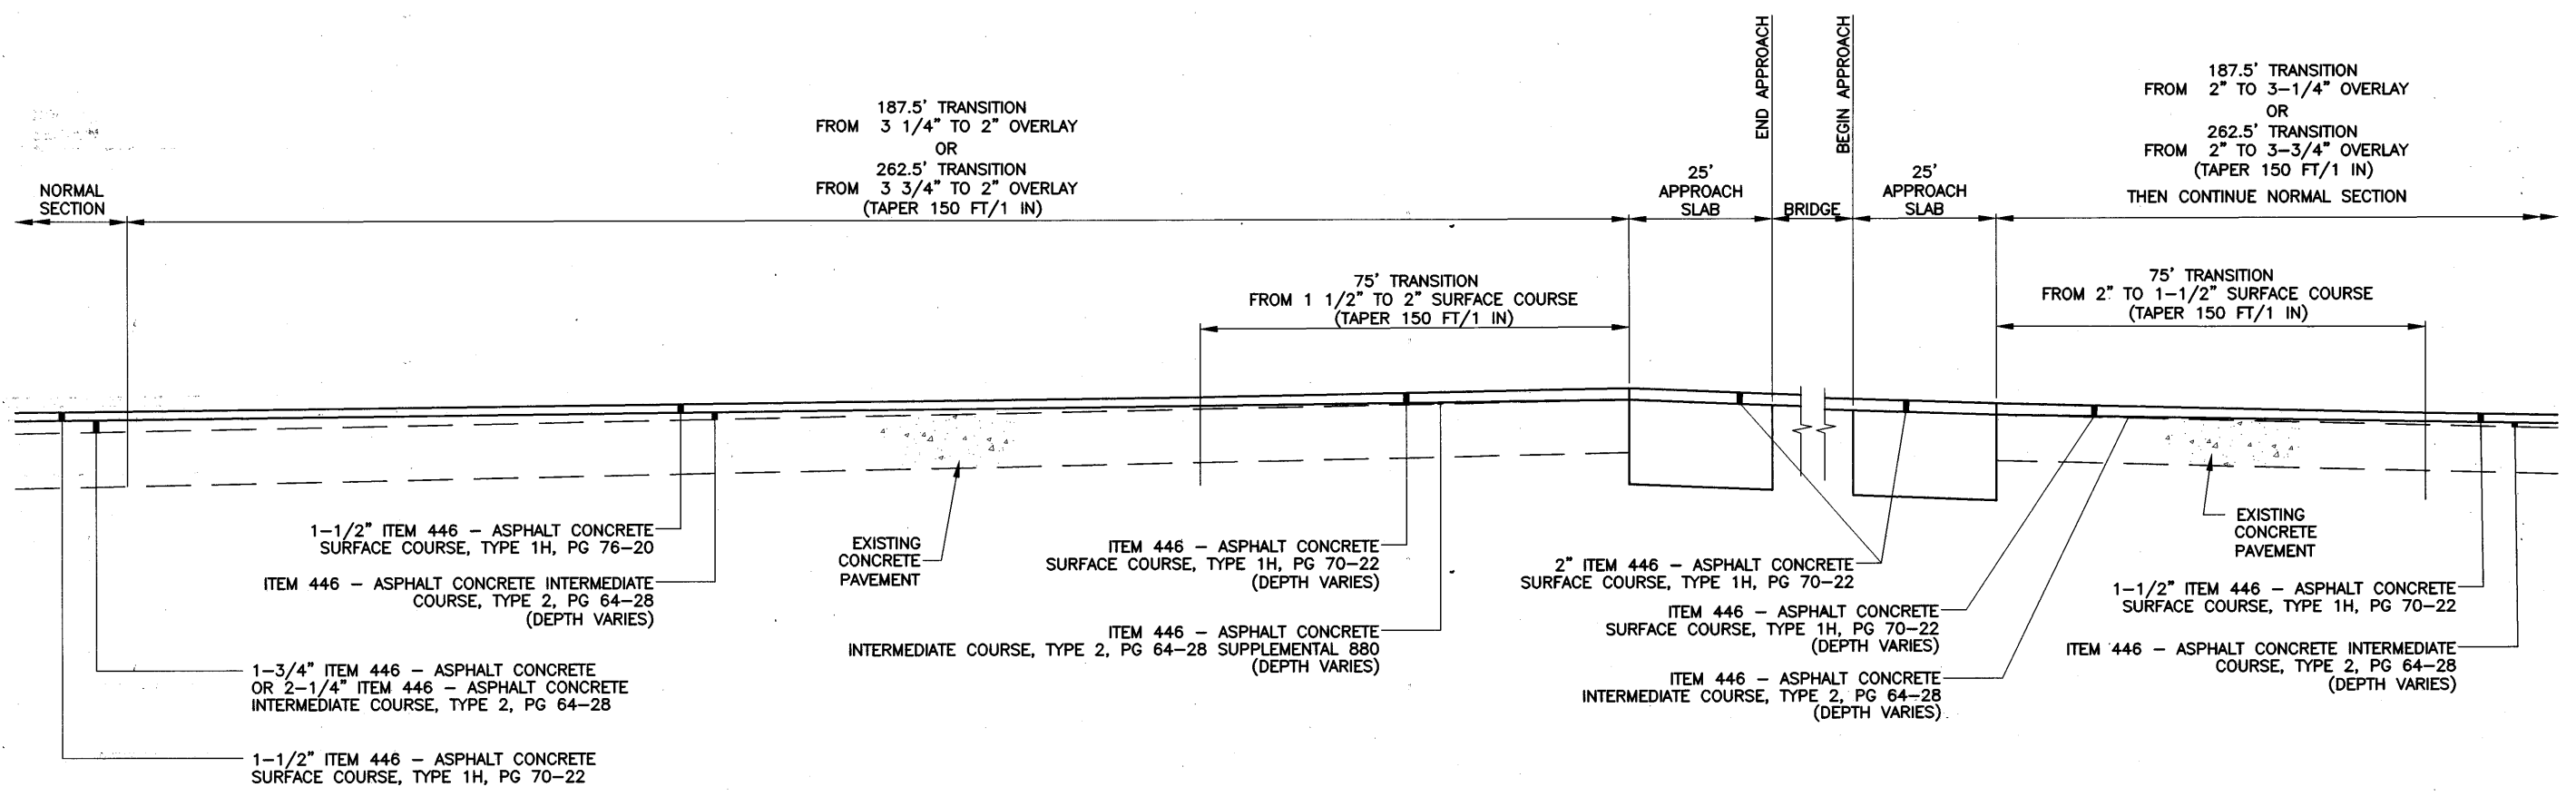 187.5' TRANSITION
FROM 3 1/4" TO 2" OVERLAY
OR
262.5' TRANSITION
FROM 3 3/4" TO 2" OVERLAY
(TAPER 150 FT/1 IN)
END APPROACH
BEGIN APPROACH
187.5' TRANSITION
FROM 2" TO 3-1/4" OVERLAY
OR
262.5' TRANSITION
FROM 2" TO 3-3/4" OVERLAY
(TAPER 150 FT/1 IN)
THEN CONTINUE NORMAL SECTION
NORMAL
SECTION
25'
APPROACH
SLAB
BRIDGE
25'
APPROACH
SLAB
75' TRANSITION
FROM 1 1/2" TO 2" SURFACE COURSE
(TAPER 150 FT/1 IN)
75' TRANSITION
FROM 2" TO 1-1/2" SURFACE COURSE
(TAPER 150 FT/1 IN)
1-1/2" ITEM 446 - ASPHALT CONCRETE
SURFACE COURSE, TYPE 1H, PG 76-20
ITEM 446 - ASPHALT CONCRETE INTERMEDIATE
COURSE, TYPE 2, PG 64-28
(DEPTH VARIES)
1-3/4" ITEM 446 - ASPHALT CONCRETE
OR 2-1/4" ITEM 446 - ASPHALT CONCRETE
INTERMEDIATE COURSE, TYPE 2, PG 64-28
1-1/2" ITEM 446 - ASPHALT CONCRETE
SURFACE COURSE, TYPE 1H, PG 70-22
EXISTING
CONCRETE
PAVEMENT
ITEM 446 - ASPHALT CONCRETE
SURFACE COURSE, TYPE 1H, PG 70-22
(DEPTH VARIES)
ITEM 446 - ASPHALT CONCRETE
INTERMEDIATE COURSE, TYPE 2, PG 64-28 SUPPLEMENTAL 880
(DEPTH VARIES)
2" ITEM 446 - ASPHALT CONCRETE
SURFACE COURSE, TYPE 1H, PG 70-22
ITEM 446 - ASPHALT CONCRETE
SURFACE COURSE, TYPE 1H, PG 70-22
(DEPTH VARIES)
ITEM 446 - ASPHALT CONCRETE
INTERMEDIATE COURSE, TYPE 2, PG 64-28
(DEPTH VARIES)
EXISTING
CONCRETE
PAVEMENT
1-1/2" ITEM 446 - ASPHALT CONCRETE
SURFACE COURSE, TYPE 1H, PG 70-22
ITEM 446 - ASPHALT CONCRETE INTERMEDIATE
COURSE, TYPE 2, PG 64-28
(DEPTH VARIES)